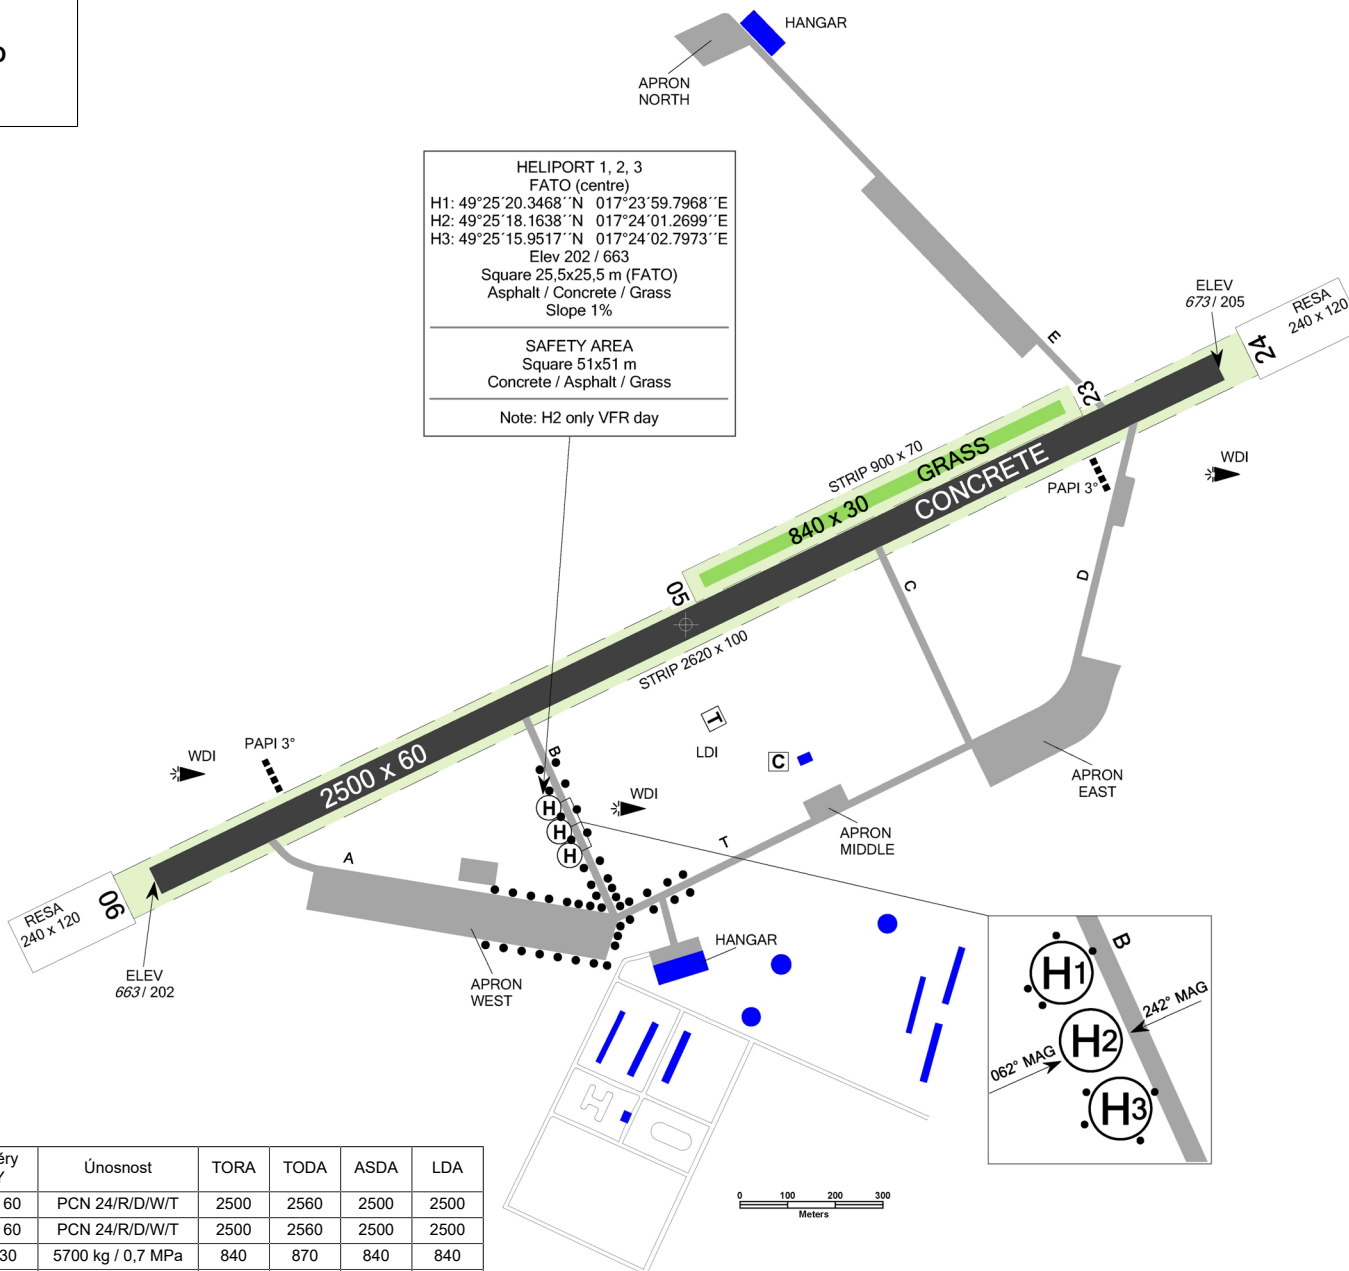 HANGAR
APRON
NORTH
HELIPORT 1, 2, 3
FATO (centre)
H1: 49°25´20.3468´´N 017°23´59.7968´´E
H2: 49°25´18.1638´´N 017°24´01.2699´´E
H3: 49°25´15.9517´´N 017°24´02.7973´´E
Elev 202 / 663
Square 25,5x25,5 m (FATO)
Asphalt / Concrete / Grass
Slope 1%
SAFETY AREA
Square 51x51 m
Concrete / Asphalt / Grass
Note: H2 only VFR day
ELEV
673 / 205
RESA
240 x 120
24
E
23
STRIP 900 x 70
GRASS
840 x 30
CONCRETE
PAPI 3°
WDI
D
C
05
STRIP 2620 x 100
T
LDI
C
WDI
PAPI 3°
2500 x 60
B
H
H
H
WDI
APRON
EAST
APRON
MIDDLE
T
A
06
RESA
240 x 120
ELEV
663 / 202
APRON
WEST
HANGAR
B
H1
242° MAG
H2
062° MAG
H3
0 100 200 300
Meters
Únosnost TORA TODA ASDA LDA
60 PCN 24/R/D/W/T 2500 2560 2500 2500
60 PCN 24/R/D/W/T 2500 2560 2500 2500
30 5700 kg / 0,7 MPa 840 870 840 840